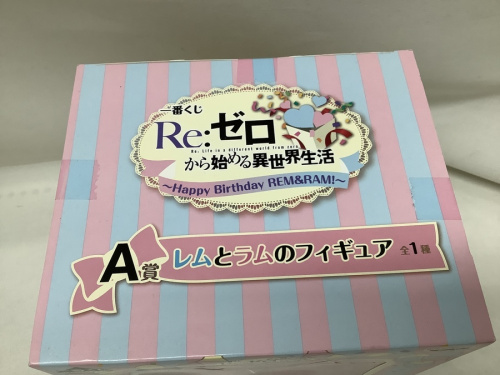 一番くじ
Re:ゼロ
Re: Life in a different world from zero
から始める異世界生活
～Happy Birthday REM&RAM!～
A賞 レムとラムのフィギュア 全1種